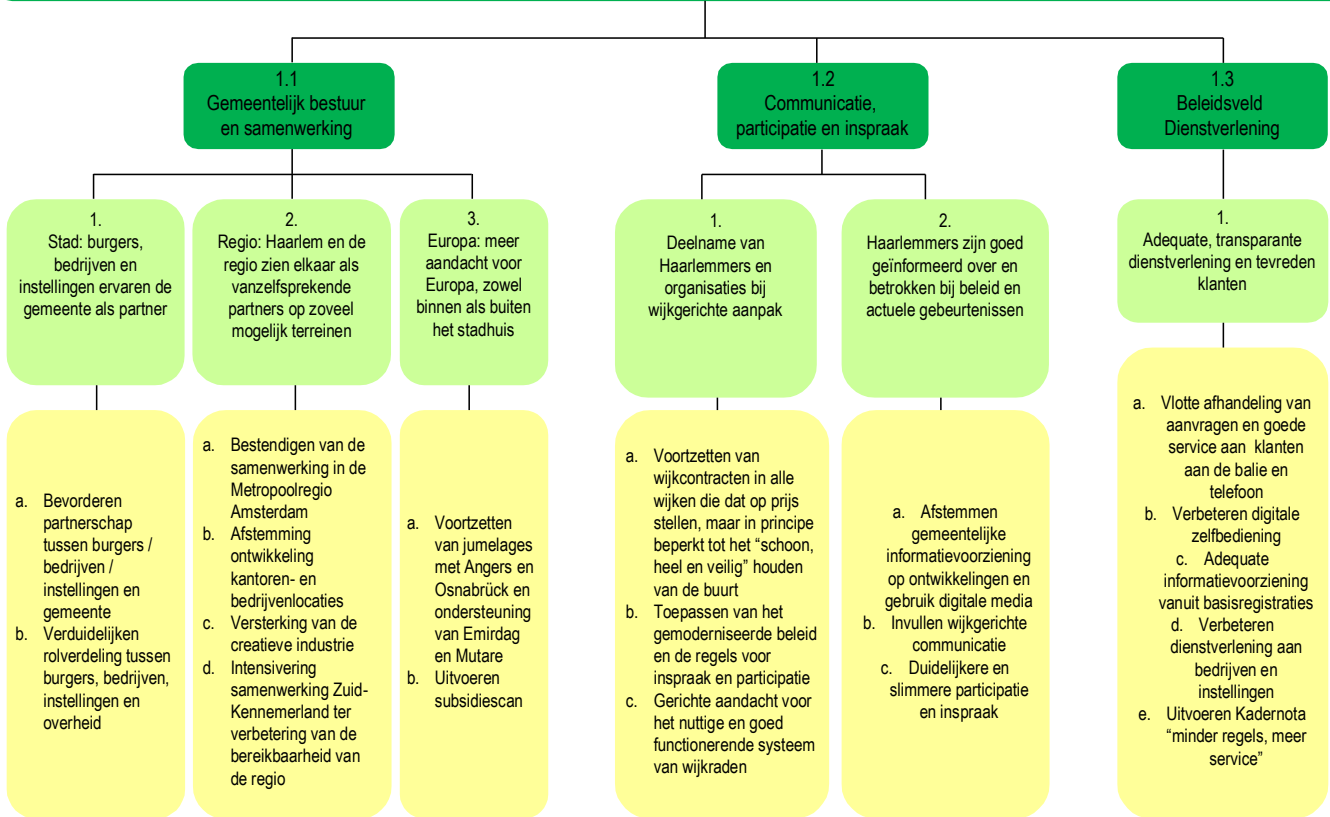 1.1
Gemeentelijk bestuur
en samenwerking
1.
Stad: burgers,
bedrijven en
instellingen ervaren de
gemeente als partner
a. Bevorderen
partnerschap
tussen burgers /
bedrijven /
instellingen en
gemeente
b. Verduidelijken
rolverdeling tussen
burgers, bedrijven,
instellingen en
overheid
2.
Regio: Haarlem en de
regio zien elkaar als
vanzelfsprekende
partners op zoveel
mogelijk terreinen
a. Bestendigen van de
samenwerking in de
Metropoolregio
Amsterdam
b. Afstemming
ontwikkeling
kantoren- en
bedrijvenlocaties
c. Versterking van de
creatieve industrie
d. Intensivering
samenwerking Zuid-
Kennemerland ter
verbetering van de
bereikbaarheid van
de regio
3.
Europa: meer
aandacht voor
Europa, zowel
binnen als buiten
het stadhuis
a. Voortzetten
van jumelages
met Angers en
Osnabrück en
ondersteuning
van Emirdag
en Mutare
b. Uitvoeren
subsidiescan
1.2
Communicatie,
participatie en inspraak
1.
Deelname van
Haarlemmers en
organisaties bij
wijkgerichte aanpak
a. Voortzetten van
wijkcontracten in alle
wijken die dat op prijs
stellen, maar in principe
beperkt tot het “schoon,
heel en veilig” houden
van de buurt
b. Toepassen van het
gemoderniseerde beleid
en de regels voor
inspraak en participatie
c. Gerichte aandacht voor
het nuttige en goed
functionerende systeem
van wijkraden
2.
Haarlemmers zijn goed
geïnformeerd over en
betrokken bij beleid en
actuele gebeurtenissen
a. Afstemmen
gemeentelijke
informatievoorziening
op ontwikkelingen en
gebruik digitale media
b. Invullen wijkgerichte
communicatie
c. Duidelijkere en
slimmere participatie
en inspraak
1.3
Beleidsveld
Dienstverlening
1.
Adequate, transparante
dienstverlening en tevreden
klanten
a. Vlotte afhandeling van
aanvragen en goede
service aan klanten
aan de balie en
telefoon
b. Verbeteren digitale
zelfbediening
c. Adequate
informatievoorziening
vanuit basisregistraties
d. Verbeteren
dienstverlening aan
bedrijven en
instellingen
e. Uitvoeren Kadernota
“minder regels, meer
service”